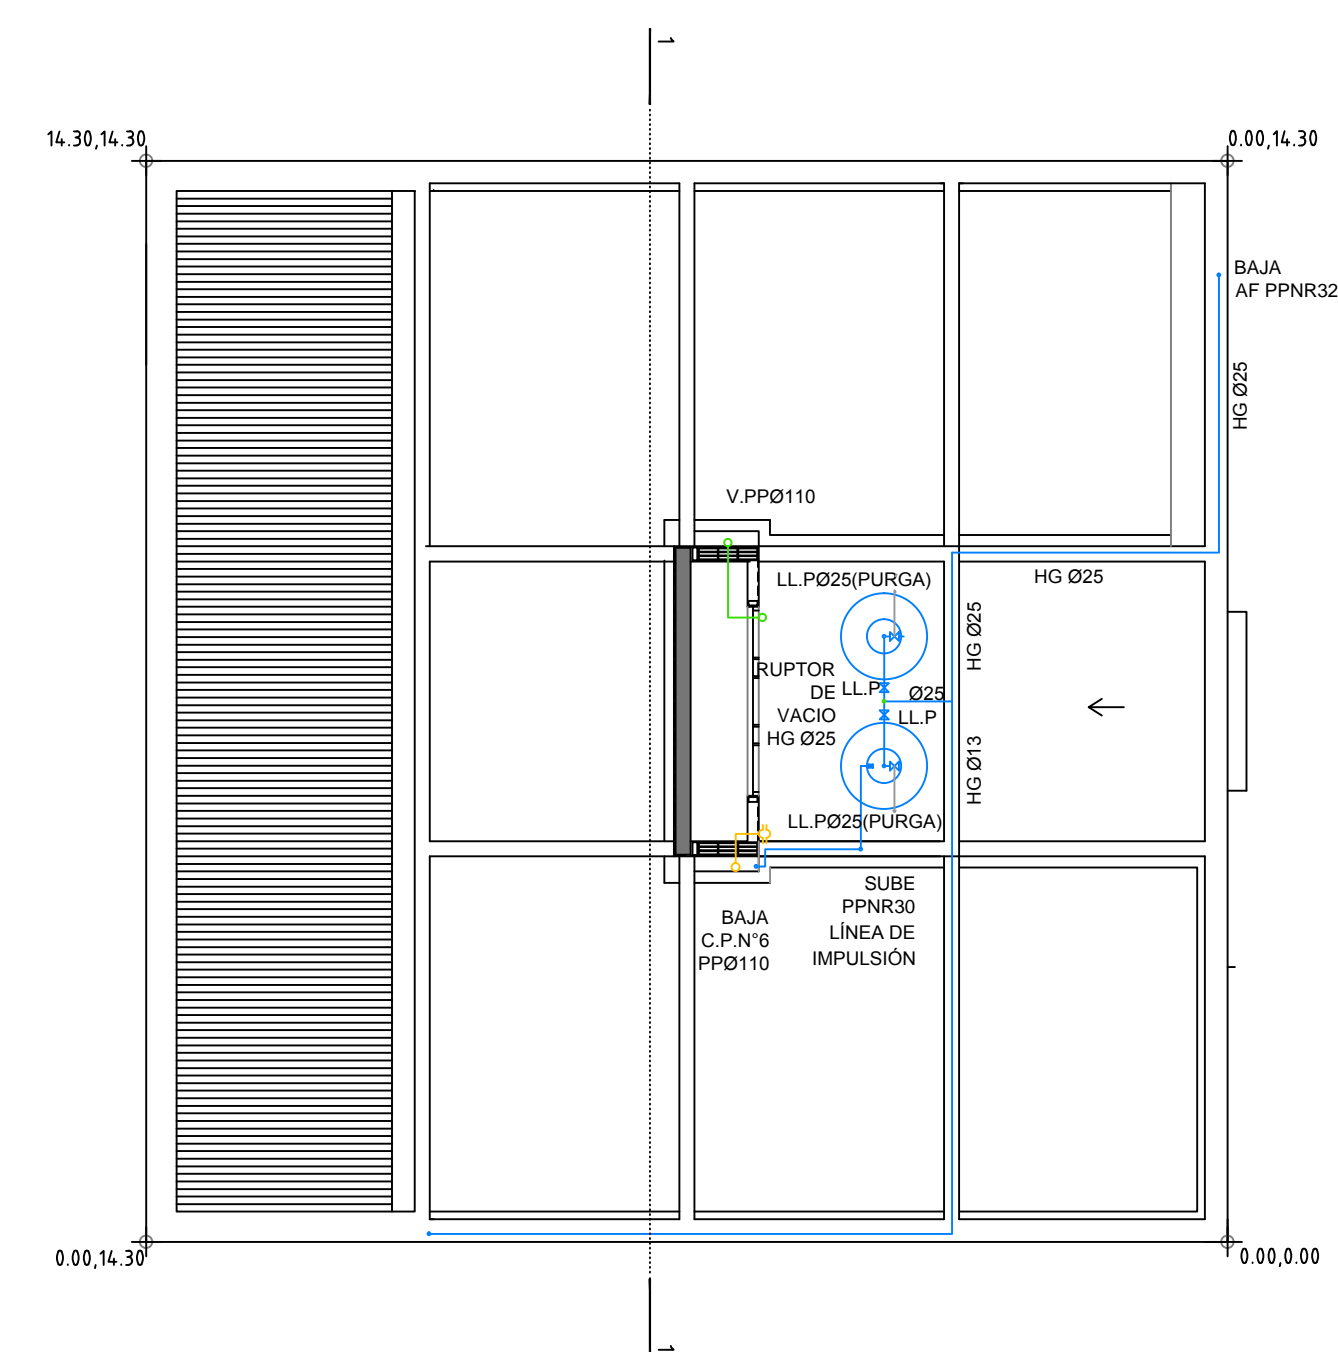 1
14.30,14.30
0.00,14.30
BAJA
AF PPNR32
HG Ø25
V.PPØ110
LL.PØ25(PURGA)
HG Ø25
HG Ø25
RUPTOR
DE
VACIO
HG Ø25
LL.P
Ø25
LL.P
HG Ø13
LL.PØ25(PURGA)
SUBE
PPNR30
LÍNEA DE
IMPULSIÓN
BAJA
C.P.N°6
PPØ110
0.00,14.30
0.00,0.00
1